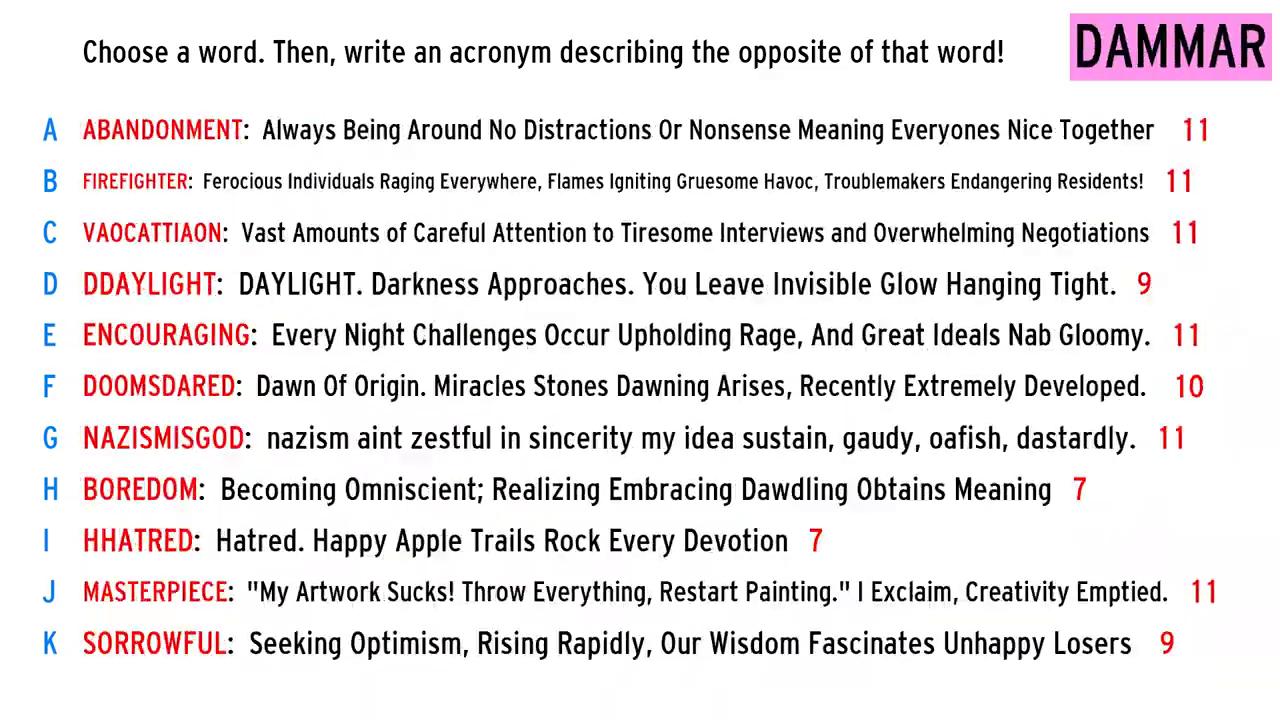 Choose a word. Then, write an acronym describing the opposite of that word!
DAMMAR
A ABANDONMENT: Always Being Around No Distractions Or Nonsense Meaning Everyones Nice Together 11
B FIREFIGHTER: Ferocious Individuals Raging Everywhere, Flames Igniting Gruesome Havoc, Troublemakers Endangering Residents! 11
C VAOCATTIAON: Vast Amounts of Careful Attention to Tiresome Interviews and Overwhelming Negotiations 11
D DDAYLIGHT: DAYLIGHT. Darkness Approaches. You Leave Invisible Glow Hanging Tight. 9
E ENCOURAGING: Every Night Challenges Occur Upholding Rage, And Great Ideals Nab Gloomy. 11
F DOOMSDARED: Dawn Of Origin. Miracles Stones Dawning Arises, Recently Extremely Developed. 10
G NAZISMISGOD: nazism aint zestful in sincerity my idea sustain, gaudy, oafish, dastardly. 11
H BOREDOM: Becoming Omniscient; Realizing Embracing Dawdling Obtains Meaning 7
I HHATRED: Hatred. Happy Apple Trails Rock Every Devotion 7
J MASTERPIECE: "My Artwork Sucks! Throw Everything, Restart Painting." I Exclaim, Creativity Emptied. 11
K SORROWFUL: Seeking Optimism, Rising Rapidly, Our Wisdom Fascinates Unhappy Losers 9